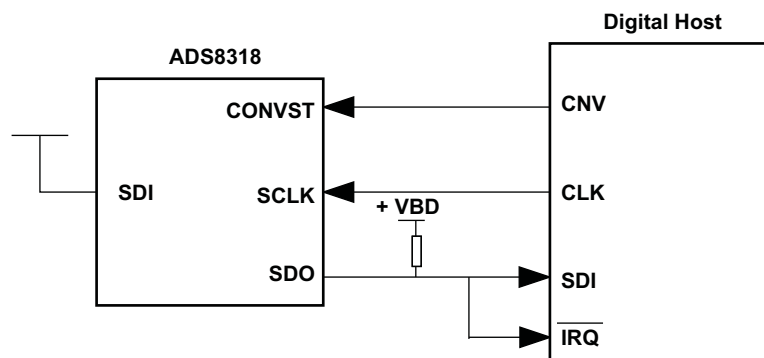 Digital Host
ADS8318
CONVST
CNV
SDI
SCLK
CLK
+ VBD
SDO
SDI
IRQ